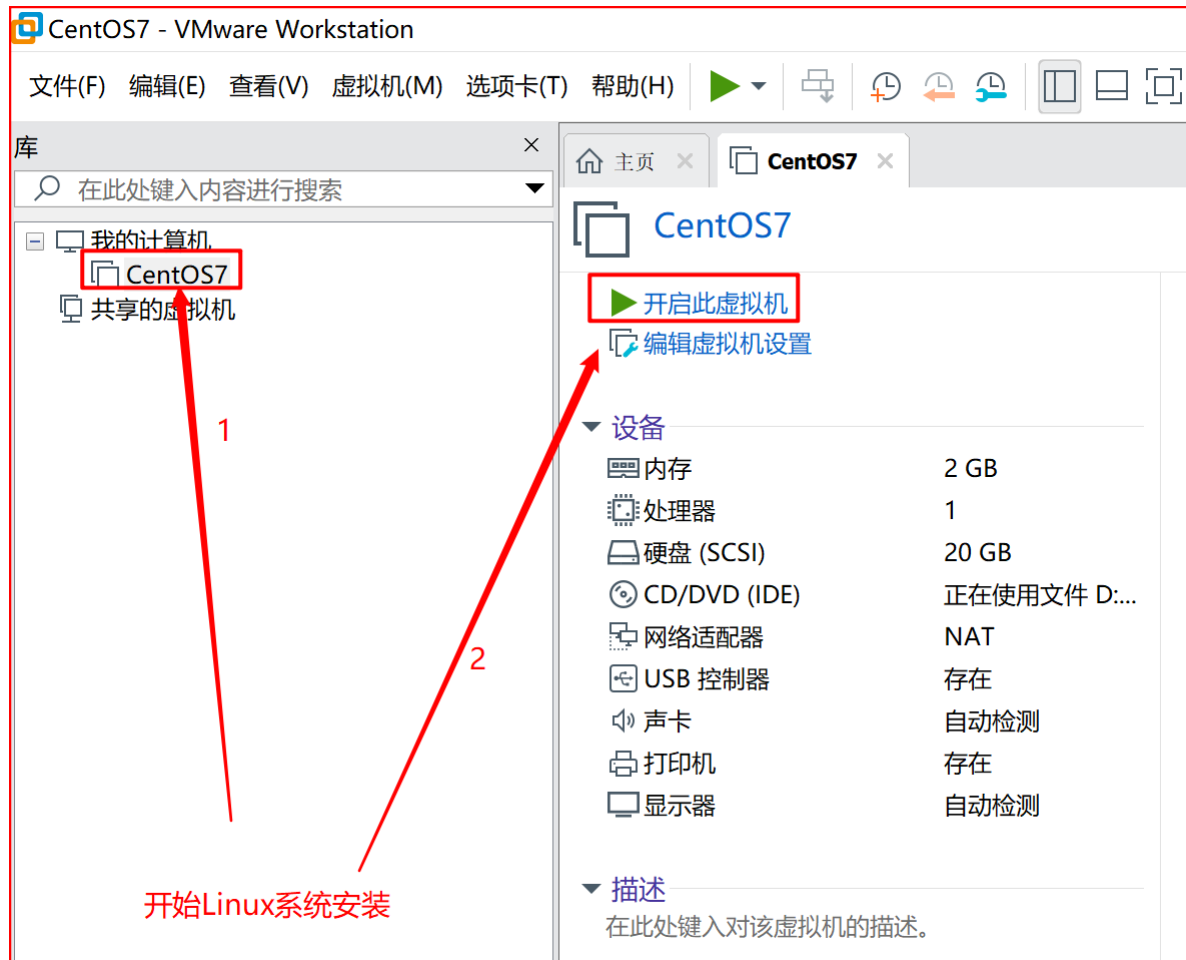 CentOS7 - VMware Workstation
文件(F) 编辑(E) 查看(V) 虚拟机(M) 选项卡(T) 帮助(H)
库
在此处键入内容进行搜索
我的计算机
CentOS7
共享的虚拟机
1
开始Linux系统安装
主页
CentOS7
CentOS7
开启此虚拟机
编辑虚拟机设置
2
设备
内存 2 GB
处理器 1
硬盘 (SCSI) 20 GB
CD/DVD (IDE) 正在使用文件 D:...
网络适配器 NAT
USB 控制器 存在
声卡 自动检测
打印机 存在
显示器 自动检测
描述
在此处键入对该虚拟机的描述。